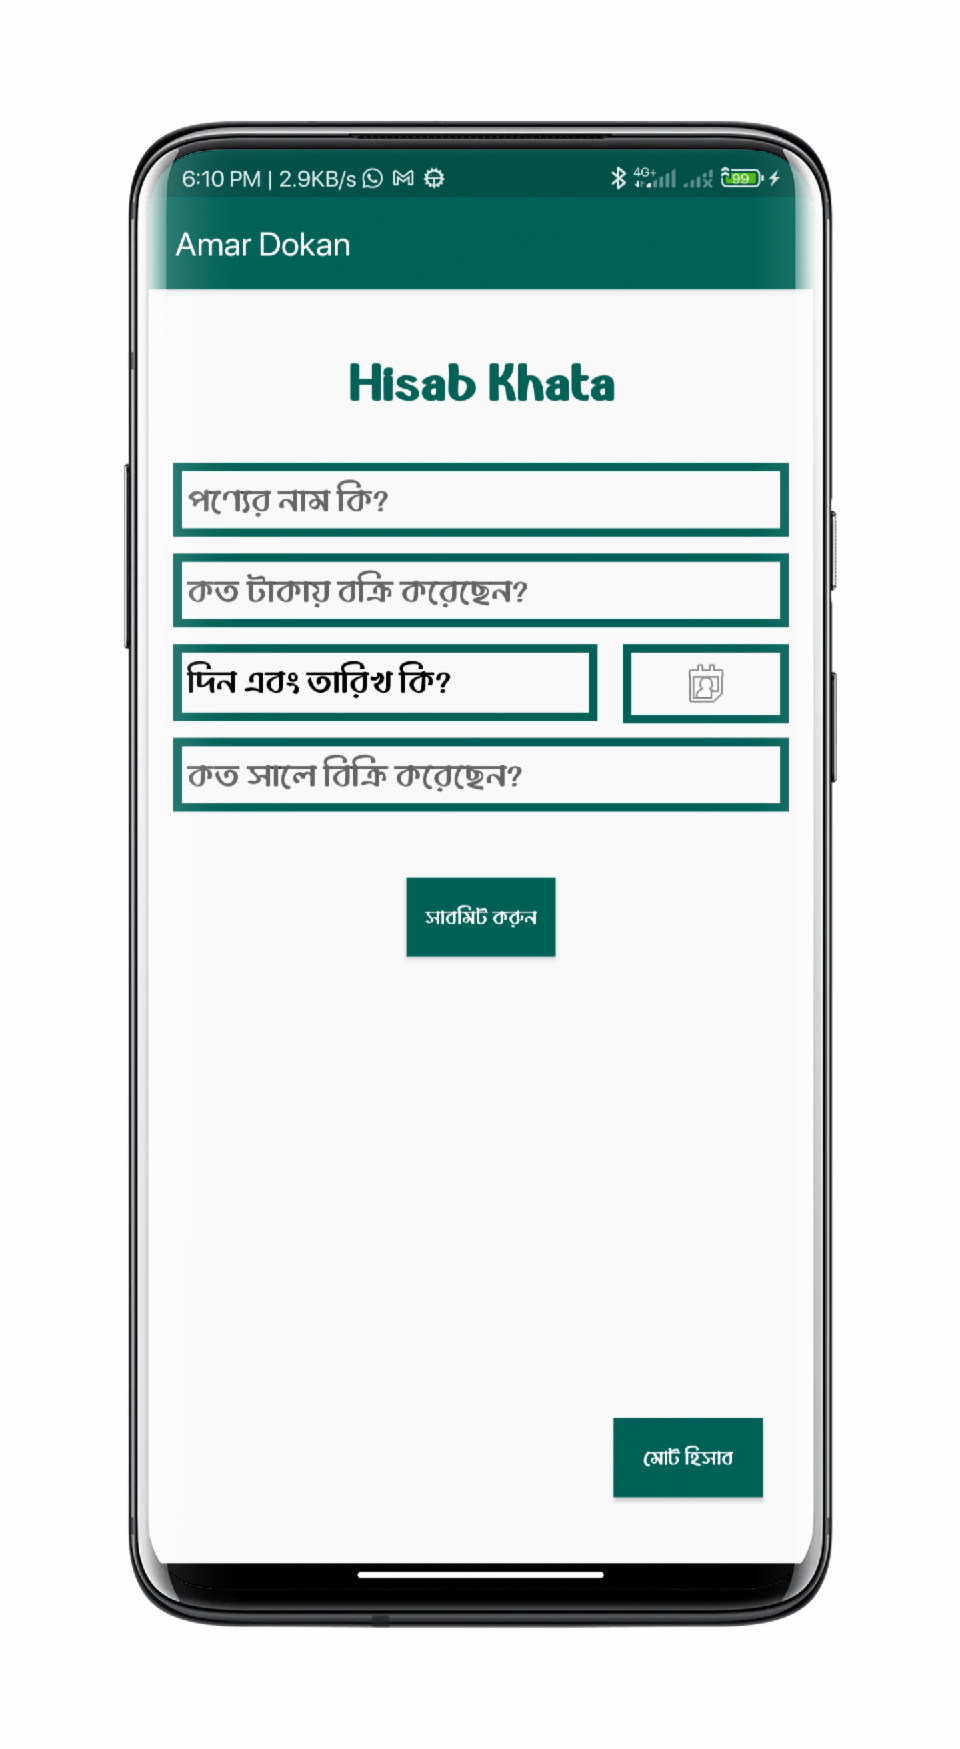 6:10 PM | 2.9KB/s 4G+ 99
Amar Dokan
Hisab Khata
পণ্যের নাম কি?
কত টাকায় বক্রি করেছেন?
দিন এবং তারিখ কি?
কত সালে বিক্রি করেছেন?
সাবমিট করুন
মোট হিসাব